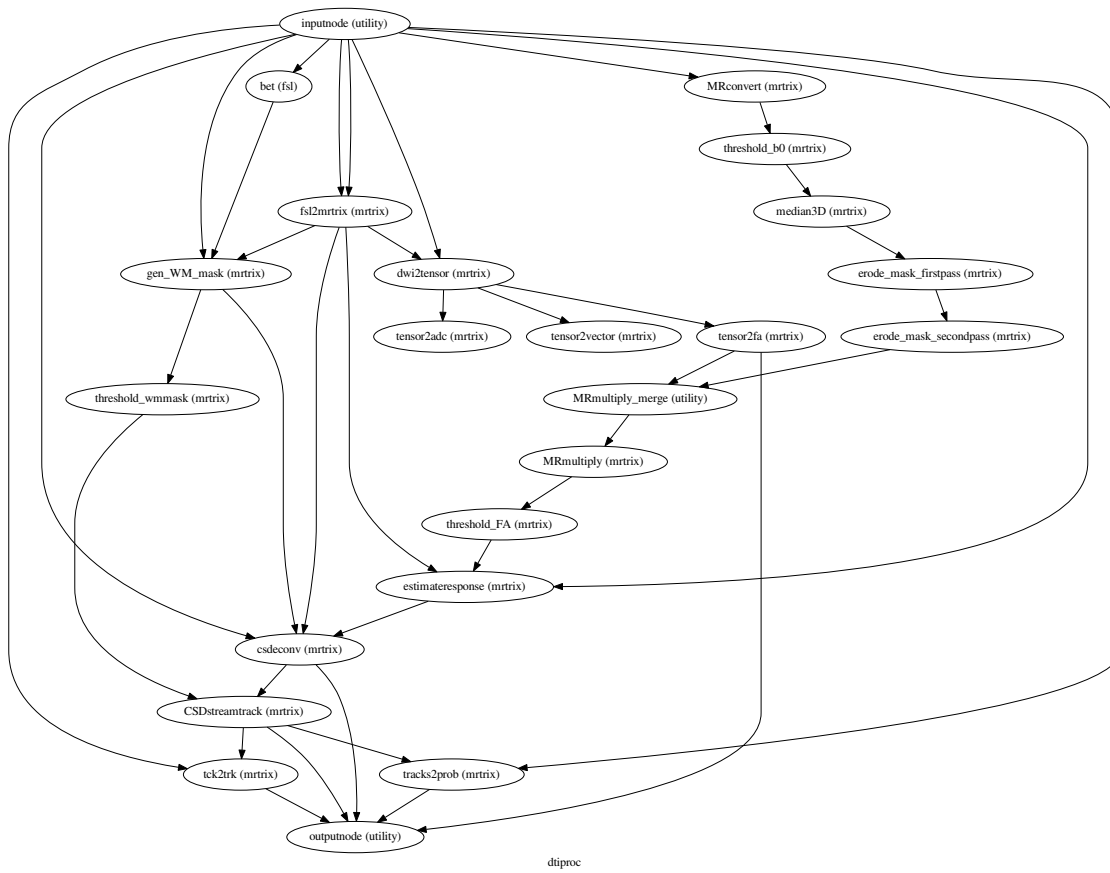 inputnode (utility)
bet (fsl)
MRconvert (mrtrix)
threshold_b0 (mrtrix)
fsl2mrtrix (mrtrix)
median3D (mrtrix)
gen_WM_mask (mrtrix)
dwi2tensor (mrtrix)
erode_mask_firstpass (mrtrix)
tensor2adc (mrtrix)
tensor2vector (mrtrix)
tensor2fa (mrtrix)
erode_mask_secondpass (mrtrix)
threshold_wmmask (mrtrix)
MRmultiply_merge (utility)
MRmultiply (mrtrix)
threshold_FA (mrtrix)
estimateresponse (mrtrix)
csdeconv (mrtrix)
CSDstreamtrack (mrtrix)
tck2trk (mrtrix)
tracks2prob (mrtrix)
outputnode (utility)
dtiproc